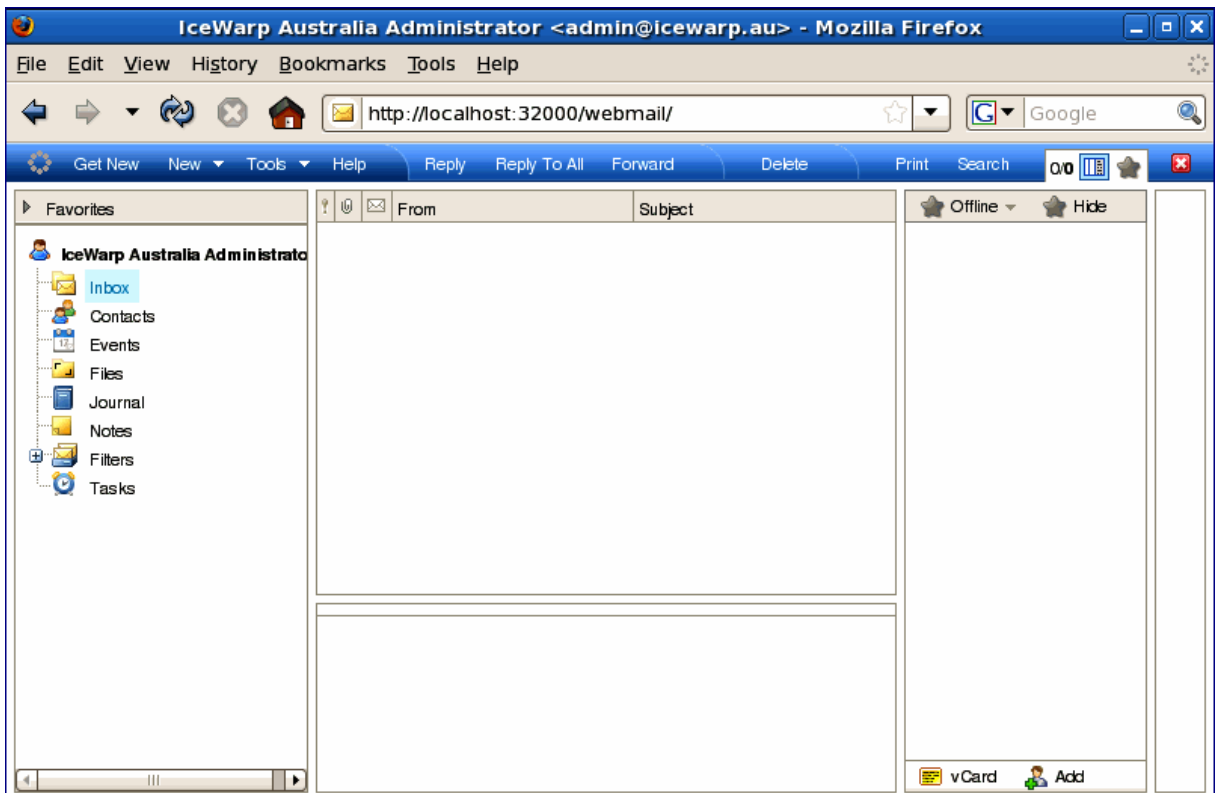 IceWarp Australia Administrator <admin@icewarp.au> - Mozilla Firefox
File Edit View History Bookmarks Tools Help
http://localhost:32000/webmail/ G Google
Get New New Tools Help Reply Reply To All Forward Delete Print Search 0/0
Favorites From Subject Offline Hide
IceWarp Australia Administrato
Inbox
Contacts
12
Events
Files
Journal
Notes
Filters
Tasks
vCard Add